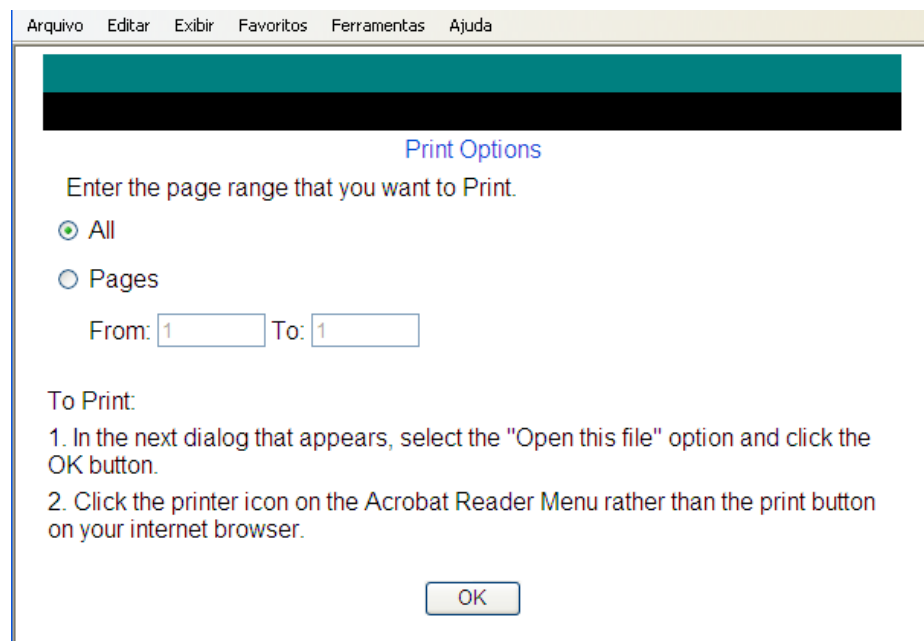 Arquivo Editar Exibir Favoritos Ferramentas Ajuda
Print Options
Enter the page range that you want to Print.
All
Pages
From: 1 To: 1
To Print:
1. In the next dialog that appears, select the "Open this file" option and click the
OK button.
2. Click the printer icon on the Acrobat Reader Menu rather than the print button
on your internet browser.
OK